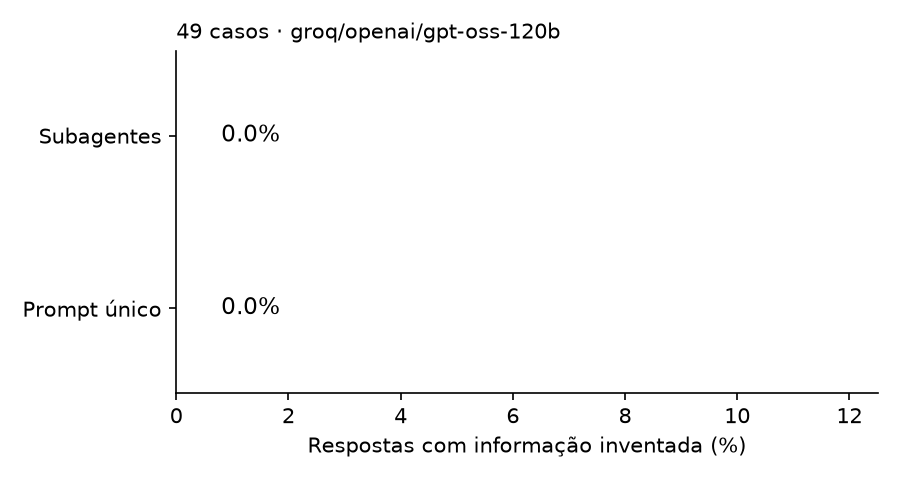 49 casos · groq/openai/gpt-oss-120b
Subagentes
0.0%
Prompt único
0.0%
0 2 4 6 8 10 12
Respostas com informação inventada (%)